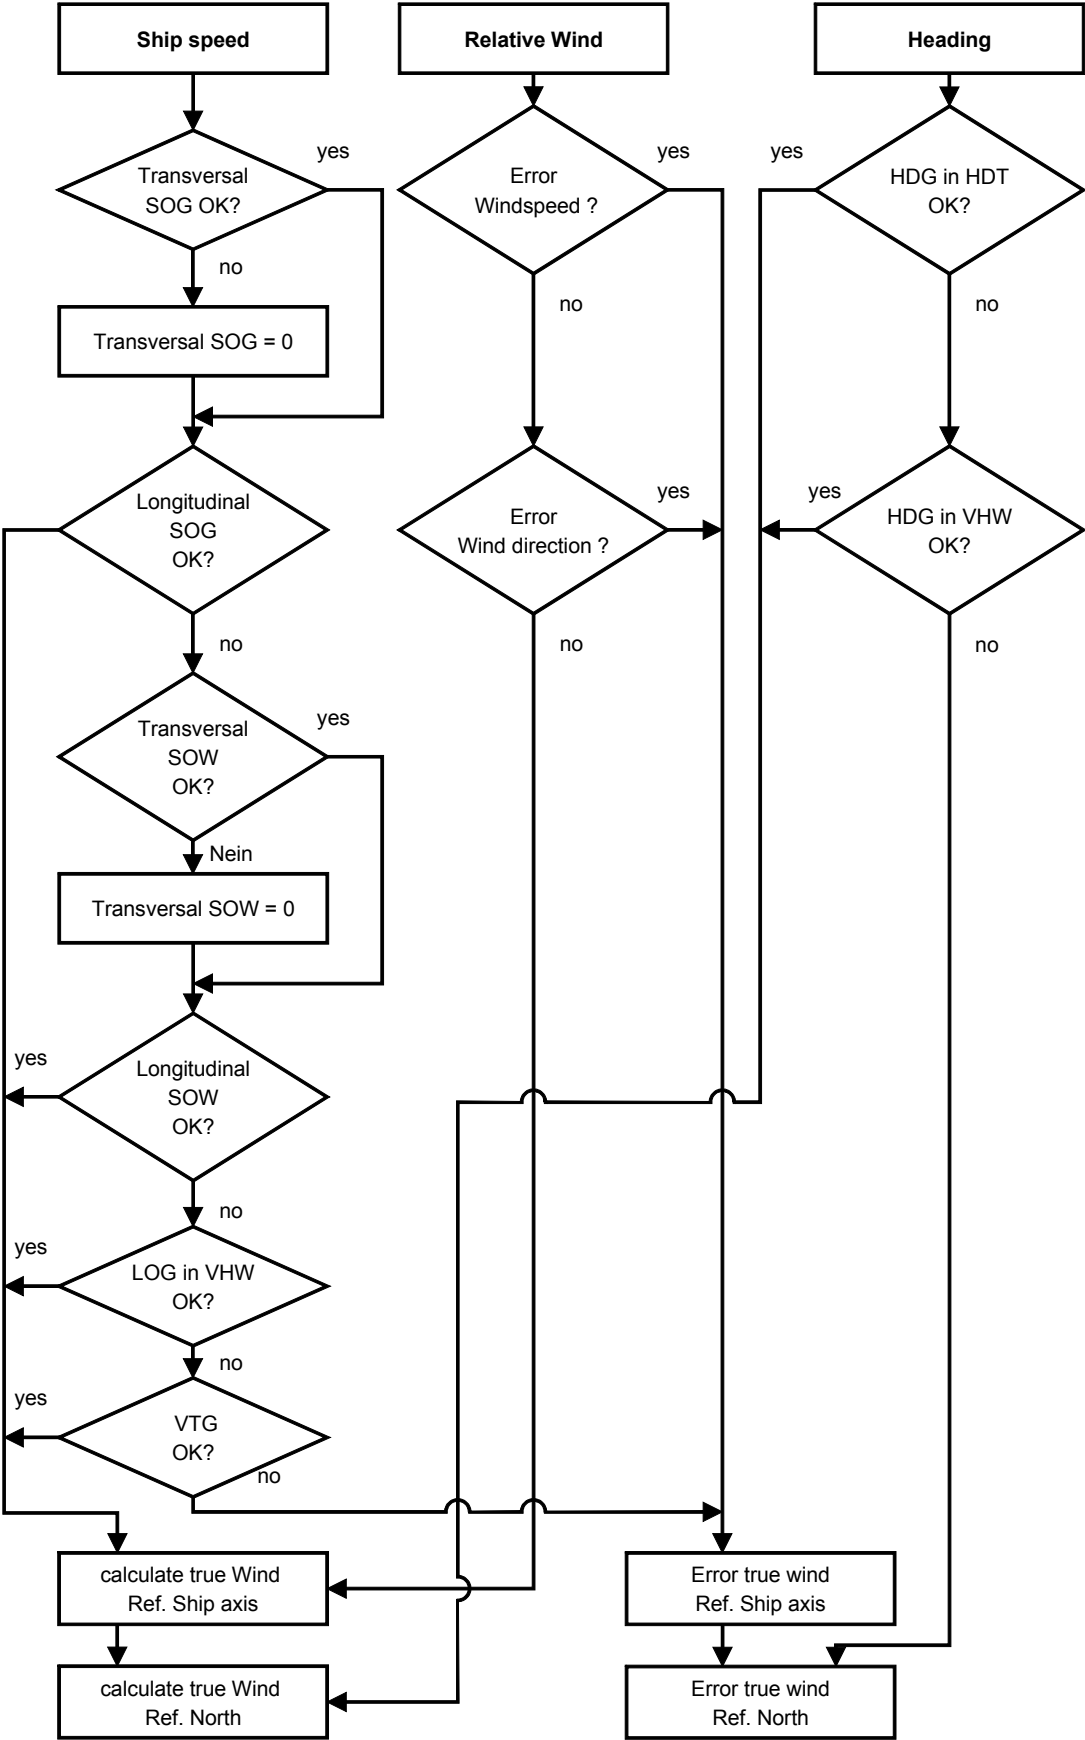 Ship speed
Relative Wind
Heading
yes
yes
yes
Transversal
SOG OK?
Error
Windspeed ?
HDG in HDT
OK?
no
no
no
Transversal SOG = 0
Longitudinal
SOG
OK?
yes
yes
Error
Wind direction ?
HDG in VHW
OK?
no
no
no
Transversal
SOW
OK?
yes
Nein
Transversal SOW = 0
yes
Longitudinal
SOW
OK?
no
yes
LOG in VHW
OK?
no
yes
VTG
OK?
no
calculate true Wind
Ref. Ship axis
Error true wind
Ref. Ship axis
calculate true Wind
Ref. North
Error true wind
Ref. North